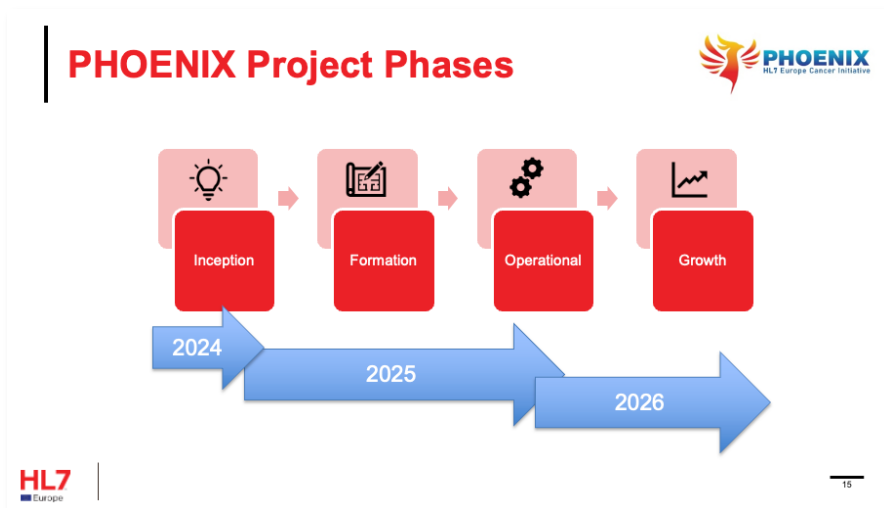 PHOENIX Project Phases
PHOENIX
HL7 Europe Cancer Initiative
Inception
Formation
Operational
Growth
2024
2025
2026
HL7
Europe
15